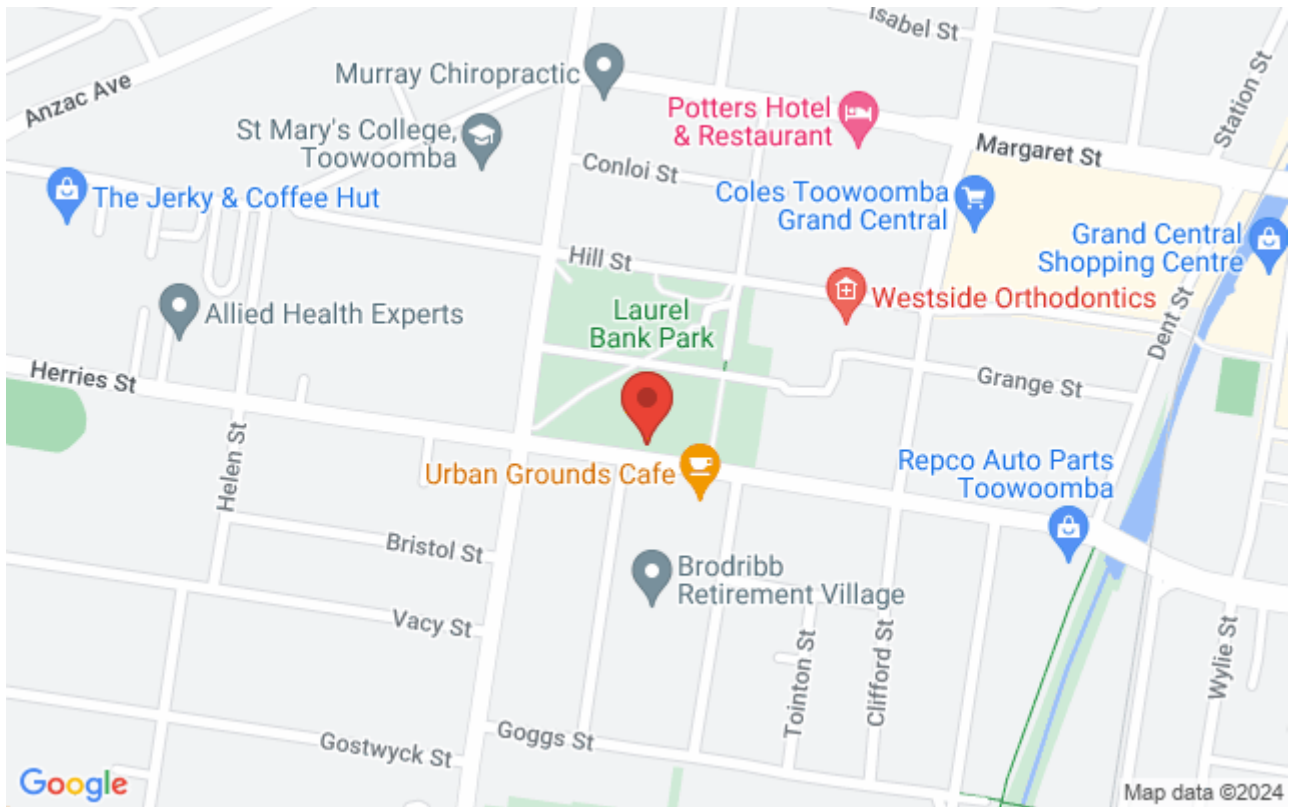 Isabel St
Station St
Murray Chiropractic
Anzac Ave
Potters Hotel
& Restaurant
St Mary's College,
Toowoomba
Margaret St
Conloi St
The Jerky & Coffee Hut
Coles Toowoomba
Grand Central
Grand Central
Shopping Centre
Hill St
Westside Orthodontics
Allied Health Experts
Laurel
Bank Park
Dent St
Herries St
Grange St
Helen St
Urban Grounds Cafe
Repco Auto Parts
Toowoomba
Bristol St
Brodribb
Retirement Village
Vacy St
Tointon St
Clifford St
Wylie St
Goggs St
Gostwyck St
Google
Map data ©2024